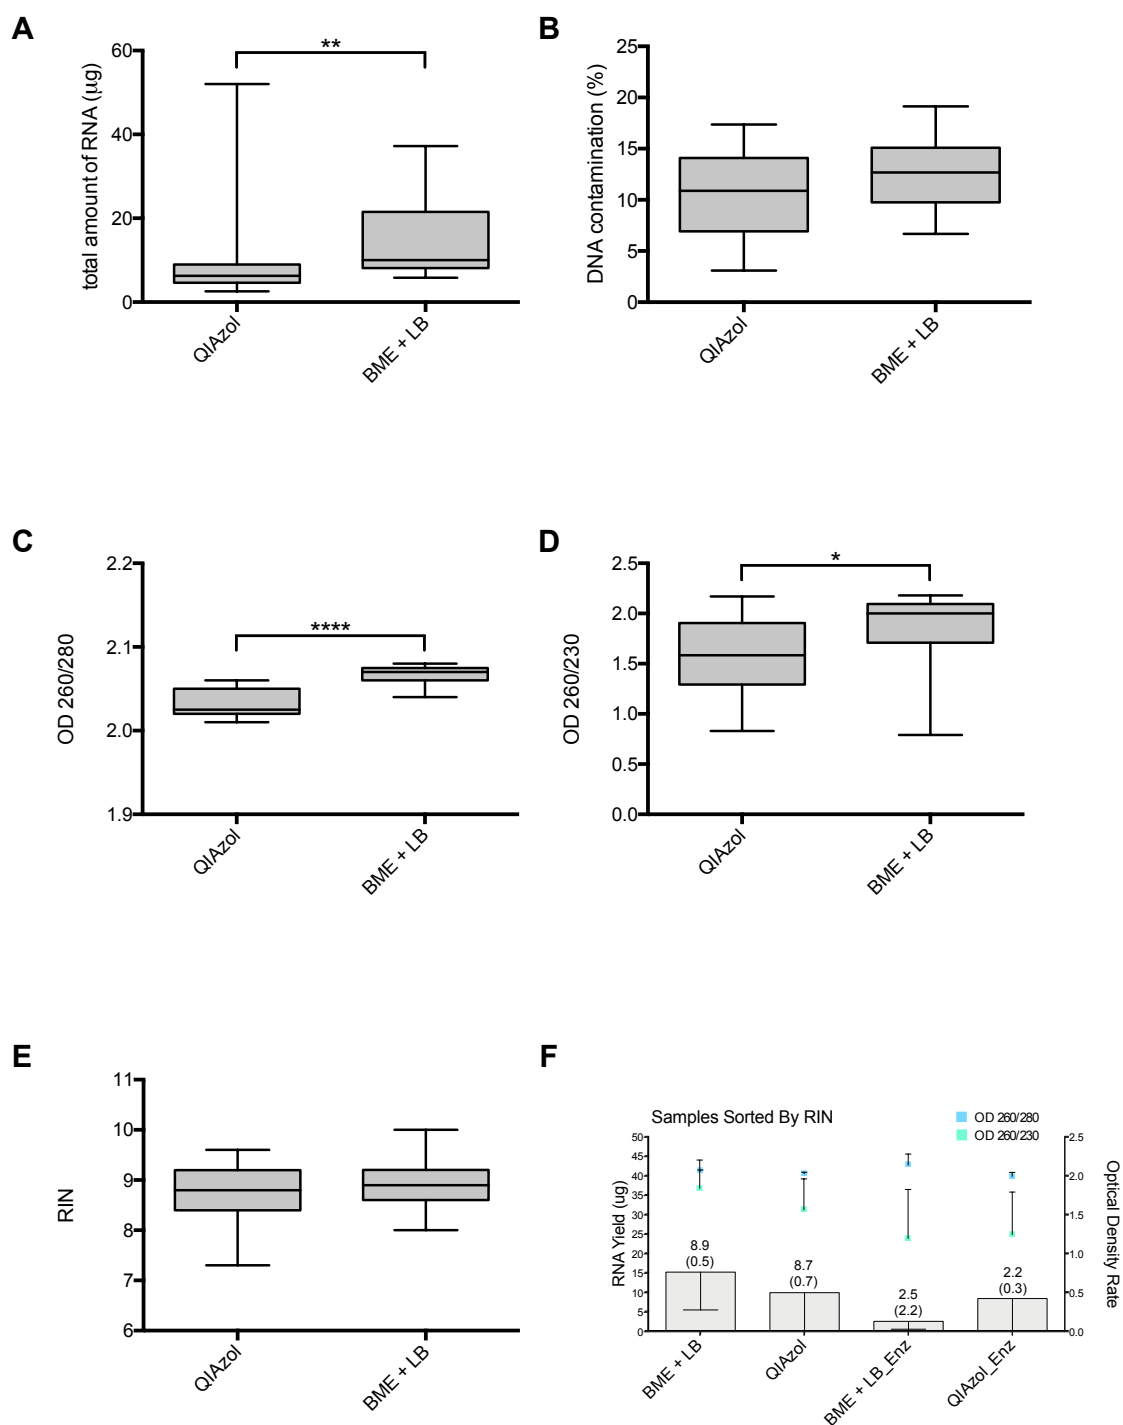 A
total amount of RNA (µg)
60
40
20
0
**
QIAzol
BME + LB
B
DNA contamination (%)
25
20
15
10
5
0
QIAzol
BME + LB
C
OD 260/280
2.2
2.1
2.0
1.9
****
QIAzol
BME + LB
D
OD 260/230
2.5
2.0
1.5
1.0
0.5
0.0
*
QIAzol
BME + LB
E
RIN
11
10
9
8
7
6
QIAzol
BME + LB
F
Samples Sorted By RIN
OD 260/280
OD 260/230
RNA Yield (ug)
50
45
40
35
30
25
20
15
10
5
0
8.9
(0.5)
8.7
(0.7)
2.5
(2.2)
2.2
(0.3)
2.5
2.0
1.5
1.0
0.5
0.0
Optical Density Rate
BME + LB
QIAzol
BME + LB_Enz
QIAzol_Enz